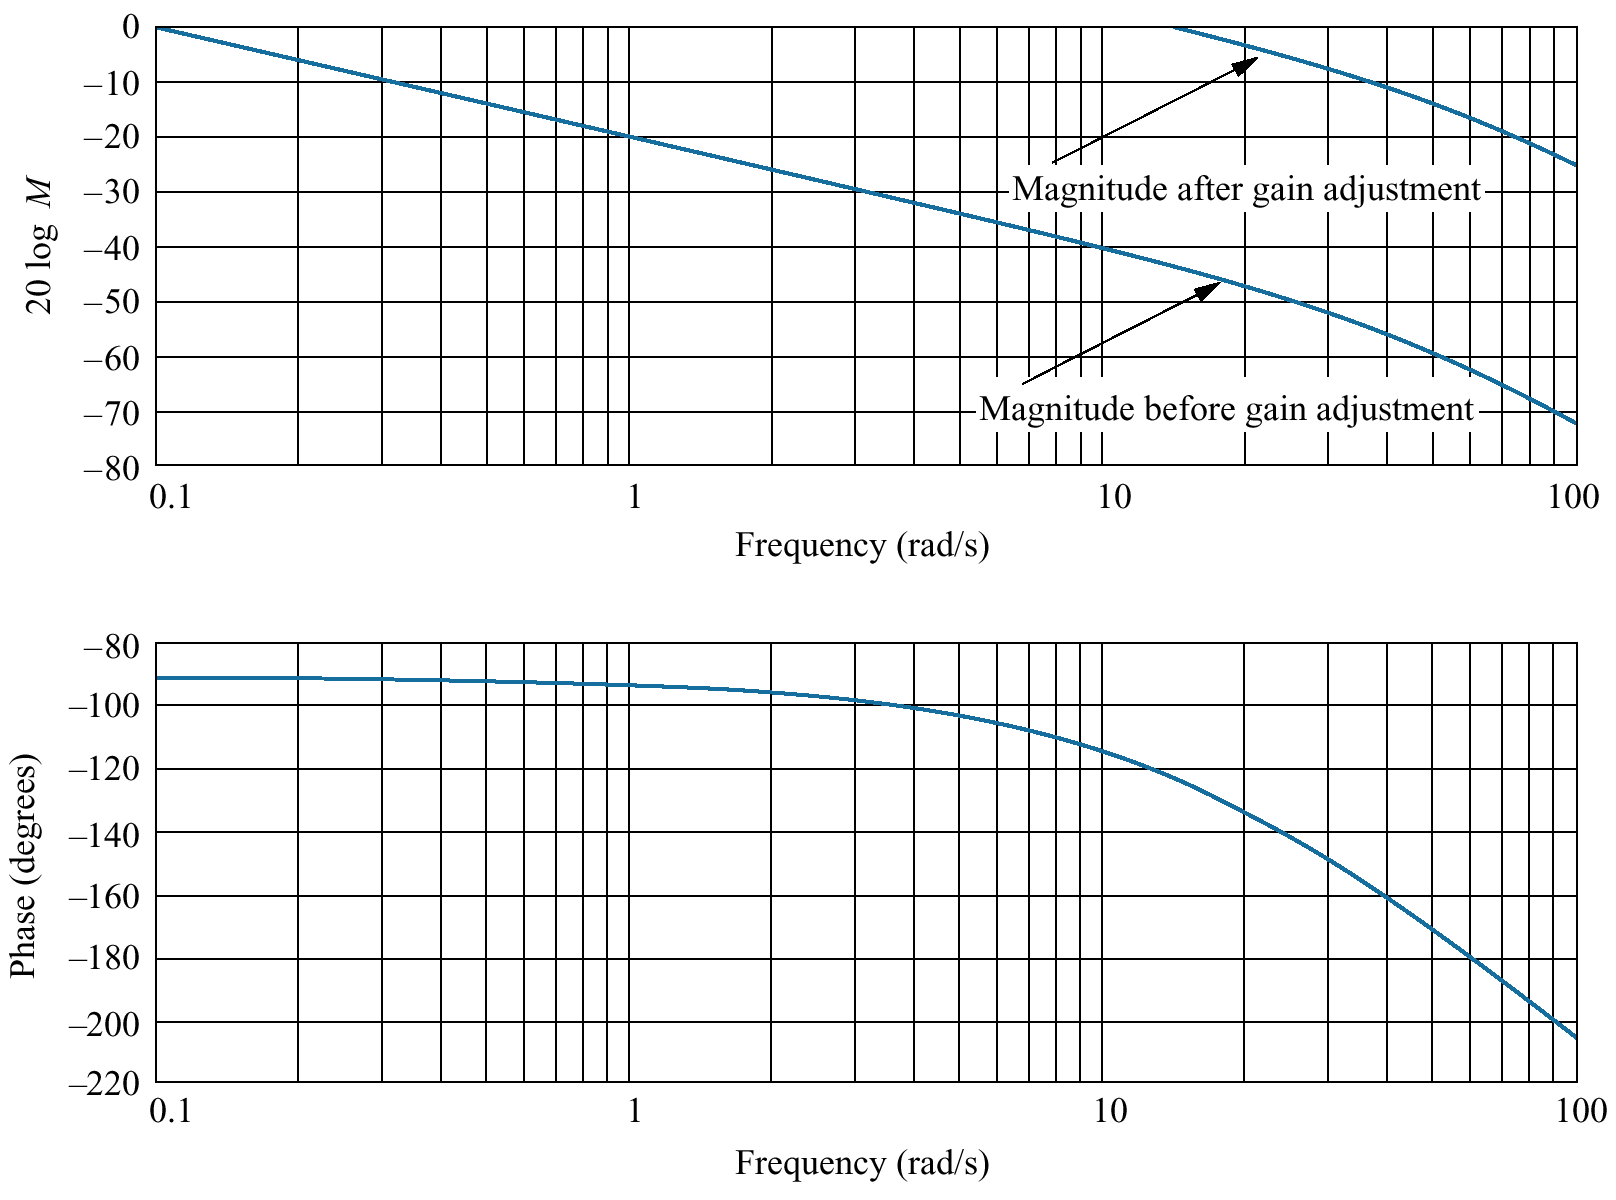 0
–10
–20
–30
–40
–50
–60
–70
–80
20 log M
Magnitude after gain adjustment
Magnitude before gain adjustment
0.1 1 10 100
Frequency (rad/s)
–80
–100
–120
–140
–160
–180
–200
–220
Phase (degrees)
0.1 1 10 100
Frequency (rad/s)